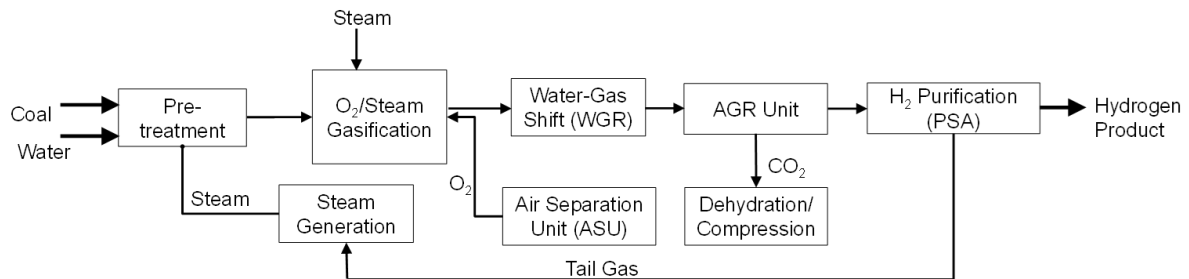 Steam
Coal
Water
Pre-
treatment
O₂/Steam
Gasification
Water-Gas
Shift (WGR)
AGR Unit
H₂ Purification
(PSA)
Hydrogen
Product
Steam
Steam
Generation
O₂
Air Separation
Unit (ASU)
CO₂
Dehydration/
Compression
Tail Gas